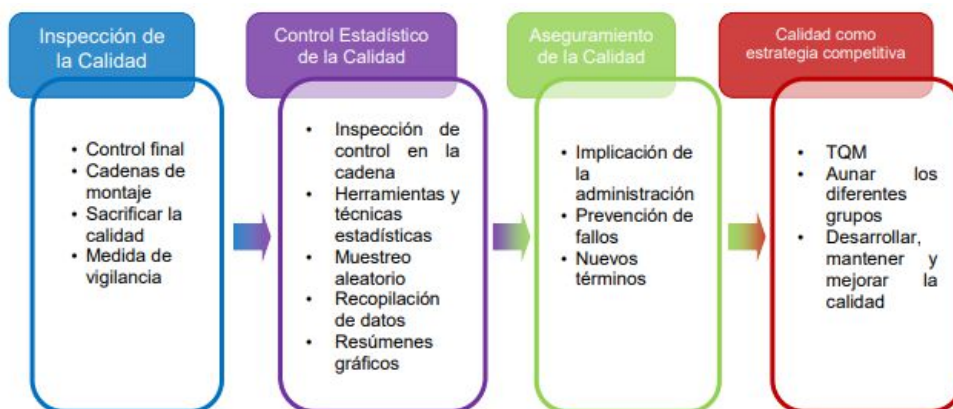 Inspección de
la Calidad
• Control final
• Cadenas de
montaje
• Sacrificar la
calidad
• Medida de
vigilancia
Control Estadístico
de la Calidad
• Inspección de
control en la
cadena
• Herramientas y
técnicas
estadísticas
• Muestreo
aleatorio
• Recopilación
de datos
• Resúmenes
gráficos
Aseguramiento
de la Calidad
• Implicación de
la
administración
• Prevención de
fallos
• Nuevos
términos
Calidad como
estrategia competitiva
• TQM
• Aunar los
diferentes
grupos
• Desarrollar,
mantener y
mejorar la
calidad